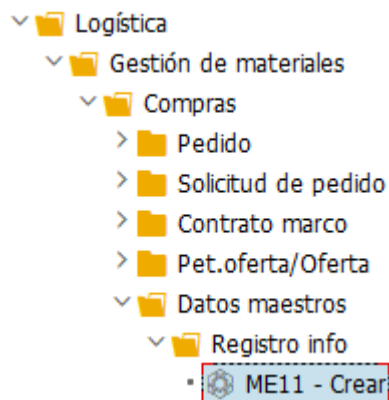 Logística
Gestión de materiales
Compras
Pedido
Solicitud de pedido
Contrato marco
Pet.oferta/Oferta
Datos maestros
Registro info
ME11 - Crear